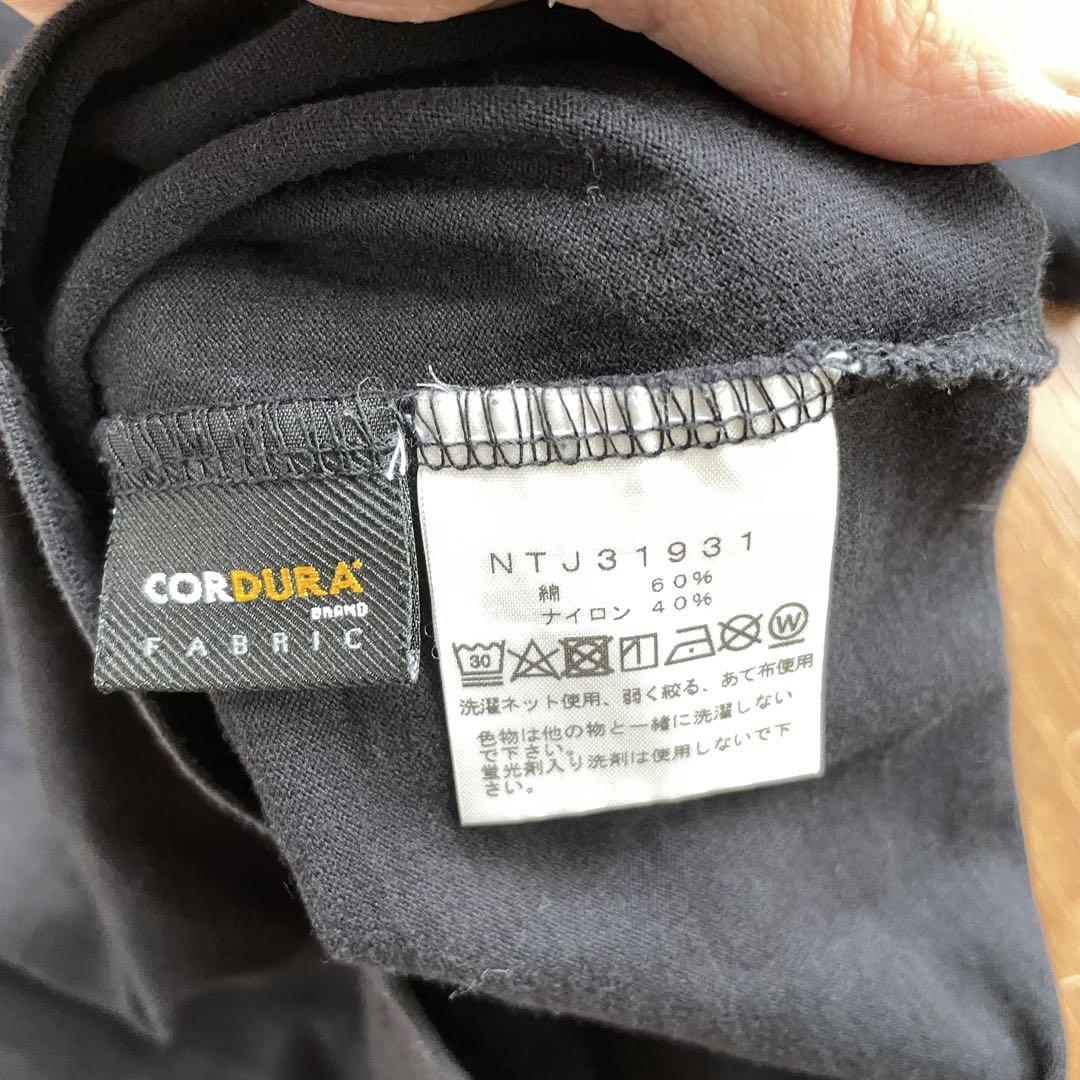 CORDURA
BRAND
FABRIC
NTJ31931
綿 60%
ナイロン 40%
30
W
洗濯ネット使用、弱く絞る、あて布使用
色物は他の物と一緒に洗濯しない
で下さい。
蛍光剤入り洗剤は使用しないで下
さい。